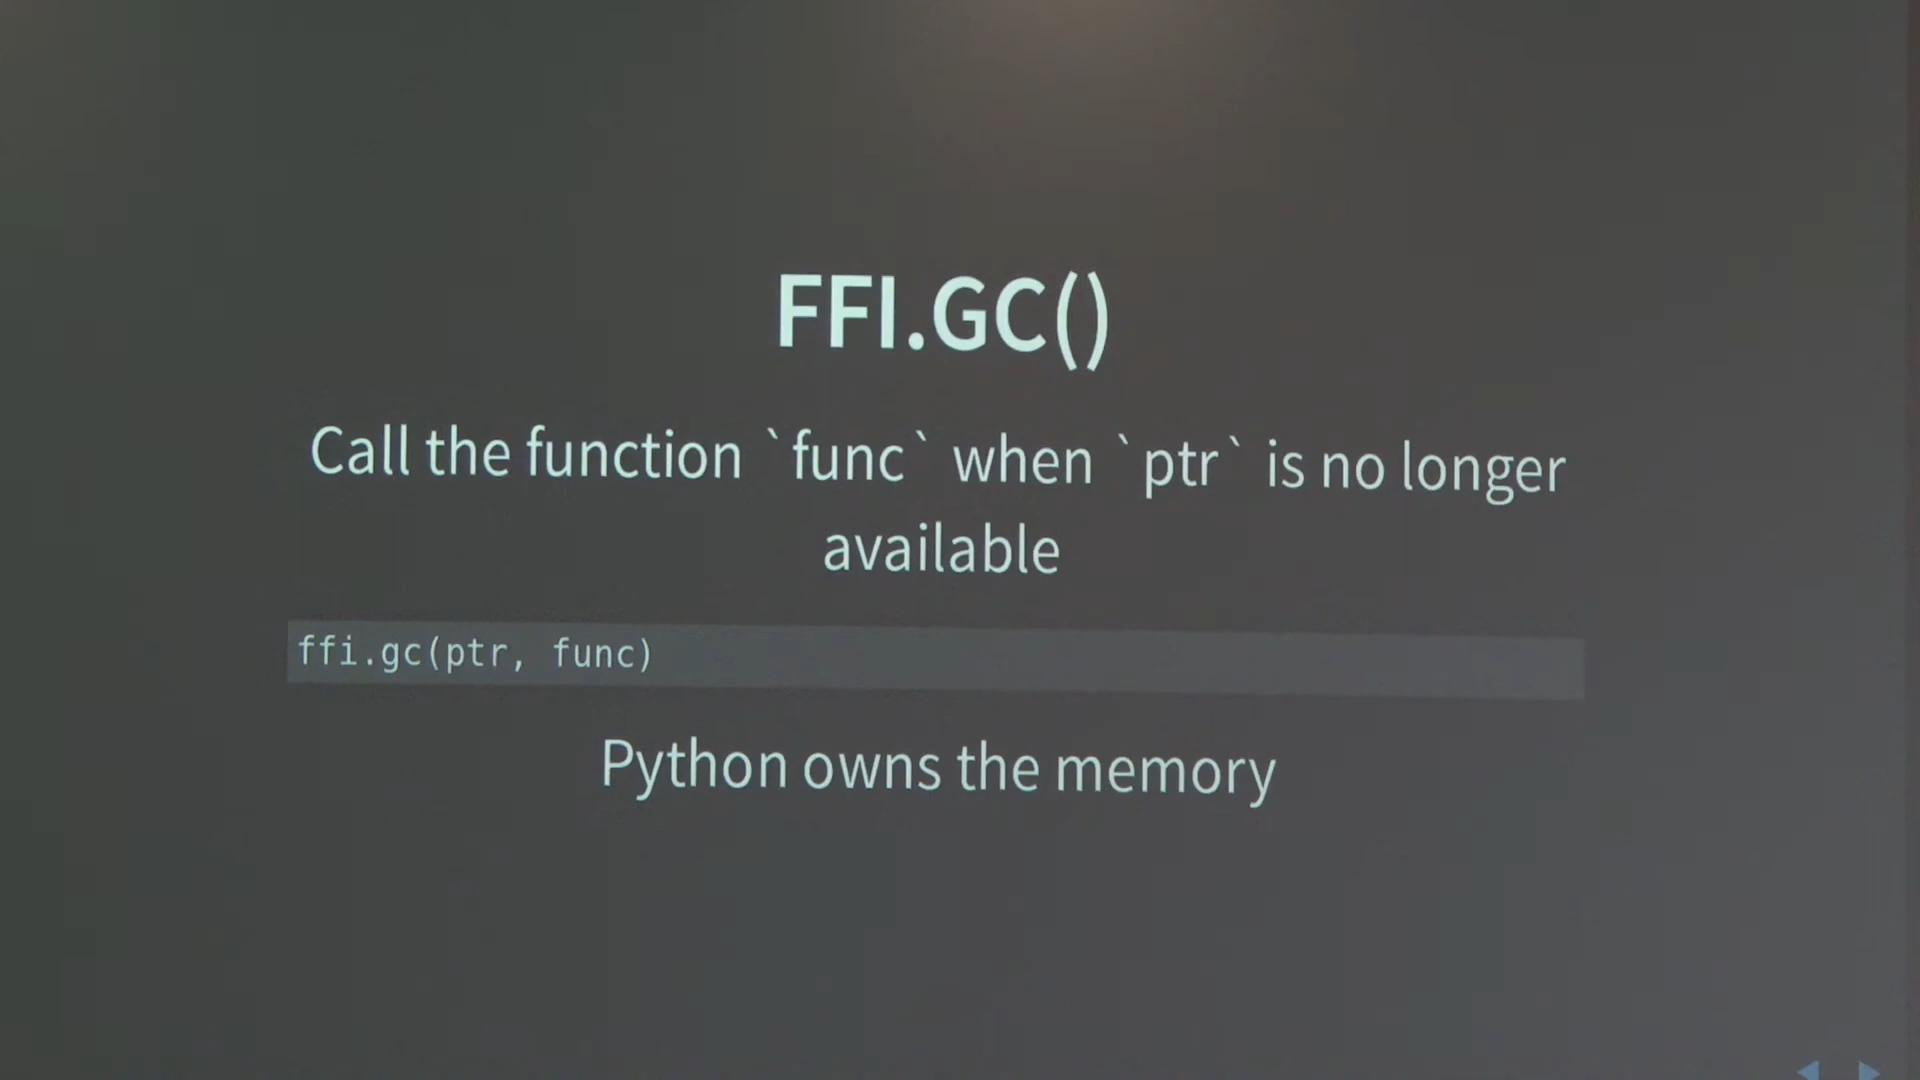 FFI.GC()
Call the function `func` when `ptr` is no longer
available
ffi.gc(ptr, func)
Python owns the memory